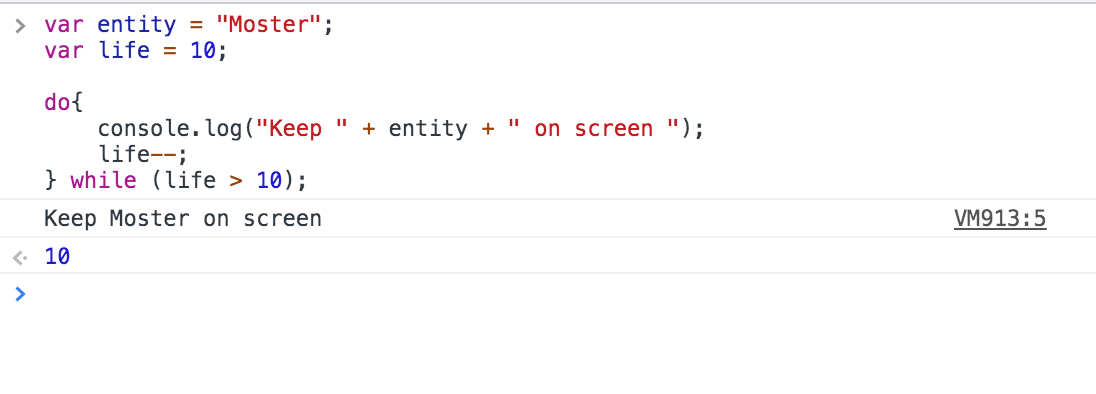 var entity = "Moster";
var life = 10;
do{
console.log("Keep " + entity + " on screen ");
life--;
} while (life > 10);
Keep Moster on screen VM913:5
10